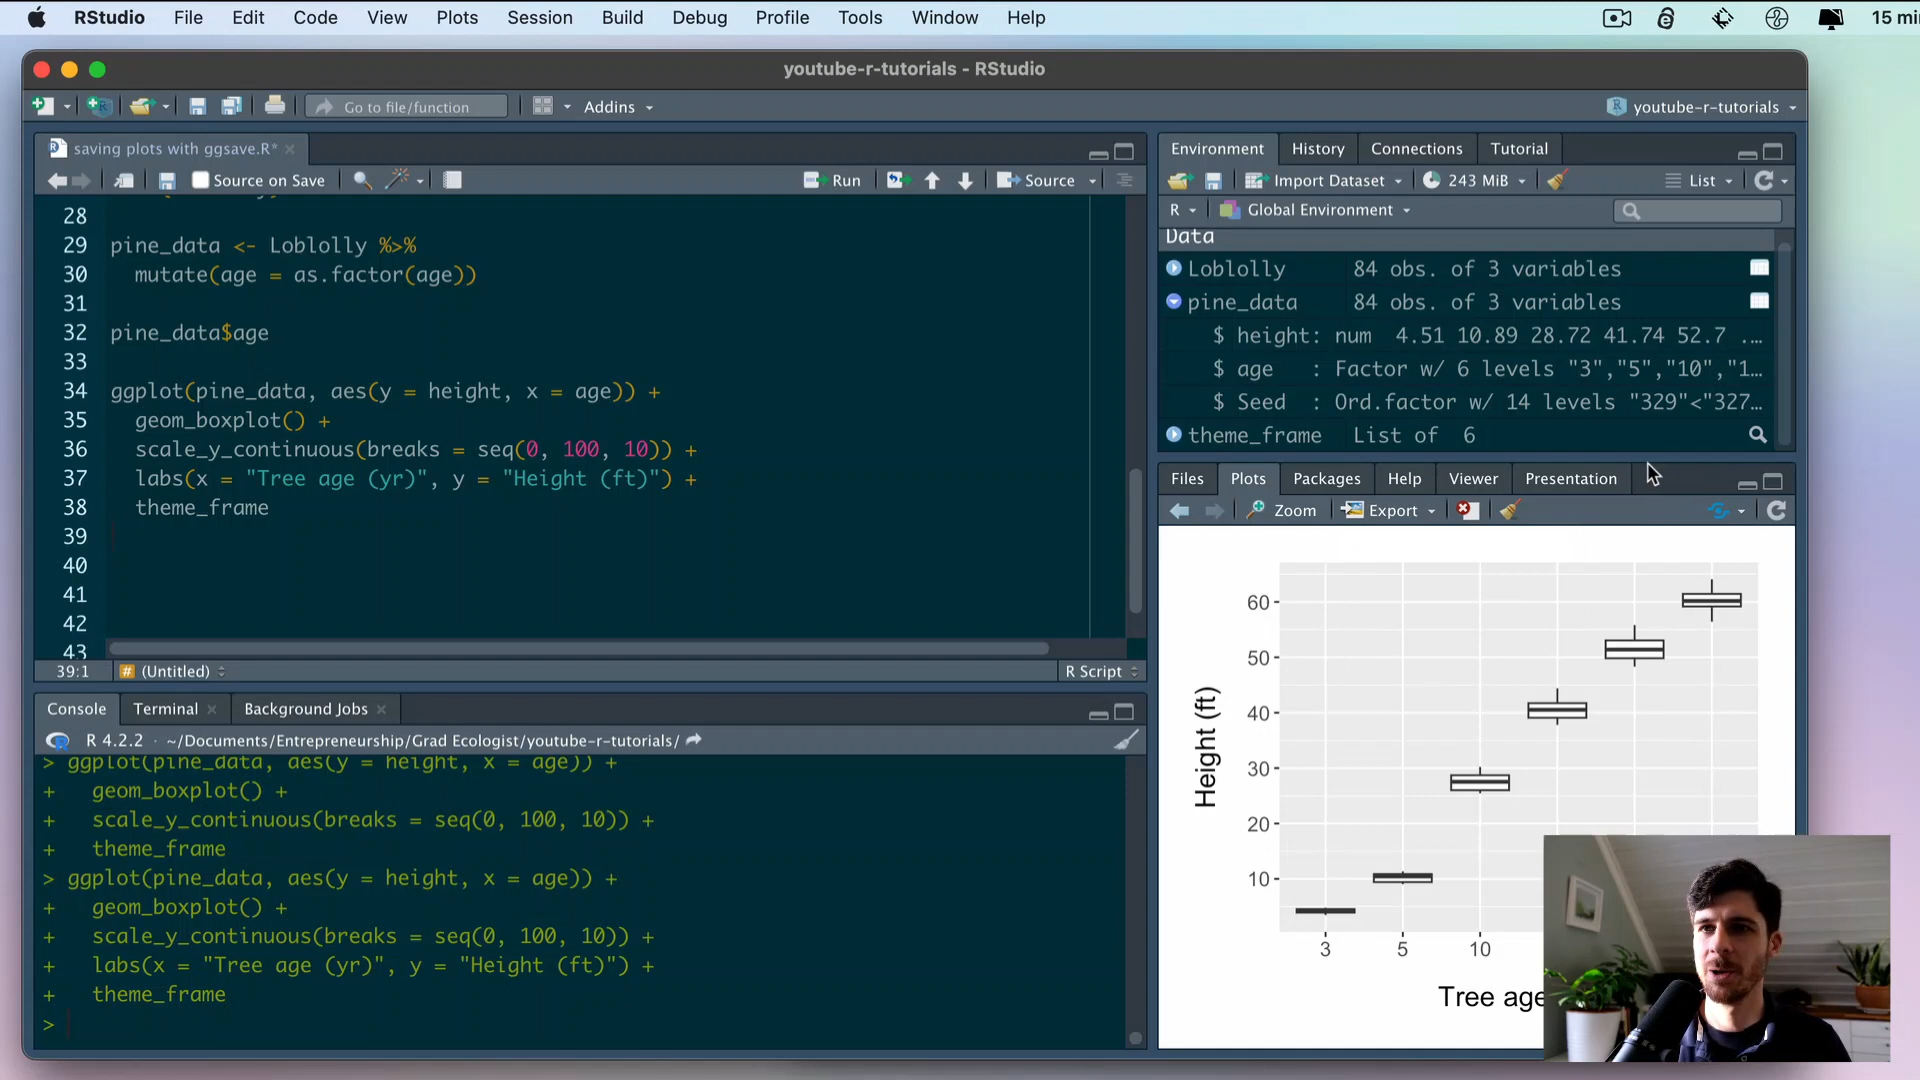 RStudio File Edit Code View Plots Session Build Debug Profile Tools Window Help 15 mi
youtube-r-tutorials - RStudio
Go to file/function Addins youtube-r-tutorials
saving plots with ggsave.R* ×
Source on Save Run Source
28
29 pine_data <- Loblolly %>%
30 mutate(age = as.factor(age))
31
32 pine_data$age
33
34 ggplot(pine_data, aes(y = height, x = age)) +
35 geom_boxplot() +
36 scale_y_continuous(breaks = seq(0, 100, 10)) +
37 labs(x = "Tree age (yr)", y = "Height (ft)") +
38 theme_frame
39
40
41
42
43
39:1 # (Untitled) R Script
Console Terminal × Background Jobs ×
R 4.2.2 · ~/Documents/Entrepreneurship/Grad Ecologist/youtube-r-tutorials/
> ggplot(pine_data, aes(y = height, x = age)) +
+ geom_boxplot() +
+ scale_y_continuous(breaks = seq(0, 100, 10)) +
+ theme_frame
> ggplot(pine_data, aes(y = height, x = age)) +
+ geom_boxplot() +
+ scale_y_continuous(breaks = seq(0, 100, 10)) +
+ labs(x = "Tree age (yr)", y = "Height (ft)") +
+ theme_frame
>
Environment History Connections Tutorial
Import Dataset 243 MiB List
R Global Environment
Data
Loblolly 84 obs. of 3 variables
pine_data 84 obs. of 3 variables
$ height: num 4.51 10.89 28.72 41.74 52.7 ...
$ age : Factor w/ 6 levels "3","5","10","1...
$ Seed : Ord.factor w/ 14 levels "329"<"327...
theme_frame List of 6
Files Plots Packages Help Viewer Presentation
Zoom Export
Height (ft)
60
50
40
30
20
10
3 5 10
Tree age